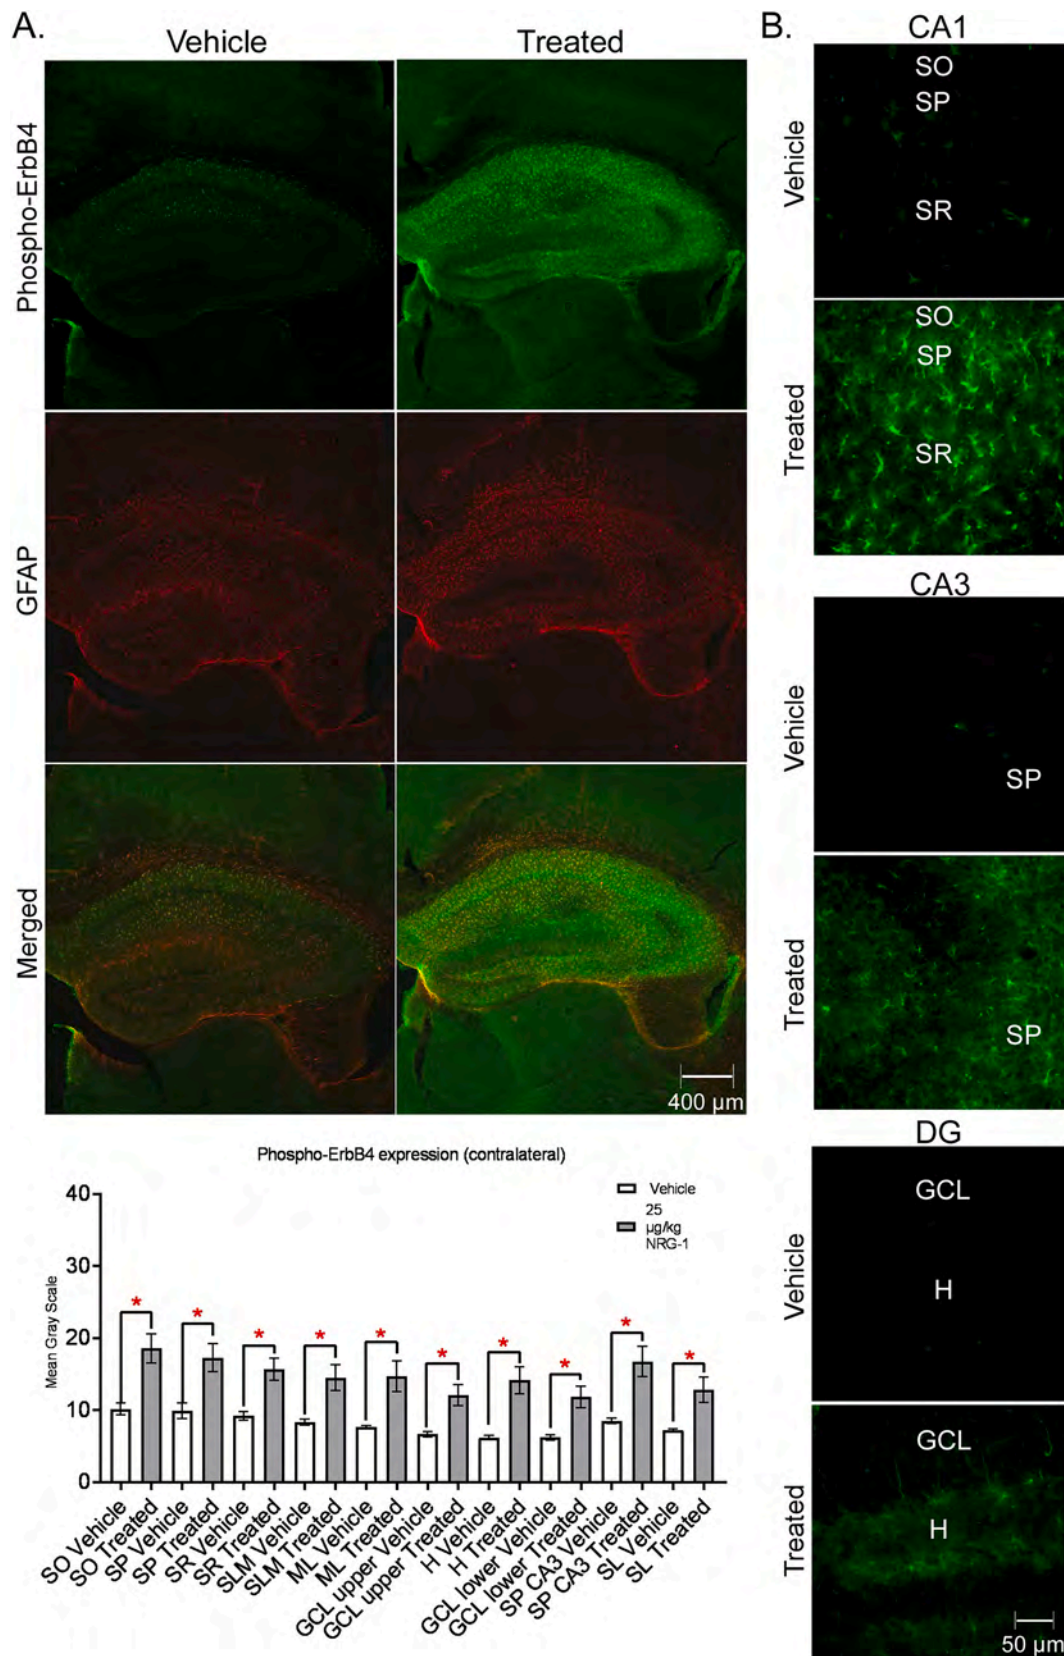 A.
Vehicle
Treated
Phospho-ErbB4
GFAP
Merged
400 µm
B.
CA1
Vehicle
SO
SP
SR
Treated
SO
SP
SR
CA3
Vehicle
SP
Treated
SP
DG
Vehicle
GCL
H
Treated
GCL
H
50 µm
Phospho-ErbB4 expression (contralateral)
Vehicle
25
µg/kg
NRG-1
Mean Gray Scale
40
30
20
10
0
*
*
*
*
*
*
*
*
*
*
SO Vehicle
SO Treated
SP Vehicle
SP Treated
SR Vehicle
SR Treated
SLM Vehicle
SLM Treated
ML Vehicle
ML Treated
GCL upper Vehicle
GCL upper Treated
H Vehicle
H Treated
GCL lower Vehicle
GCL lower Treated
SP CA3 Vehicle
SP CA3 Treated
SL Vehicle
SL Treated